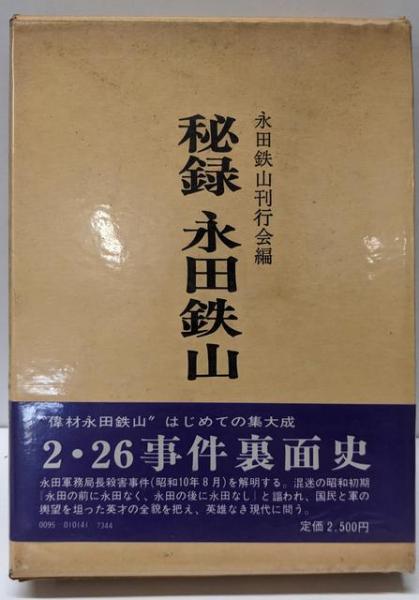 永田鉄山刊行会編
秘録 永田鉄山
"偉材永田鉄山" はじめての集大成
2・26事件裏面史
永田軍務局長殺害事件(昭和10年8月)を解明する。混迷の昭和初期
「永田の前に永田なく、永田の後に永田なし」と謳われ、国民と軍の
輿望を担った英才の全貌を把え、英雄なき現代に問う。
0095-010141-7344
定価2,500円